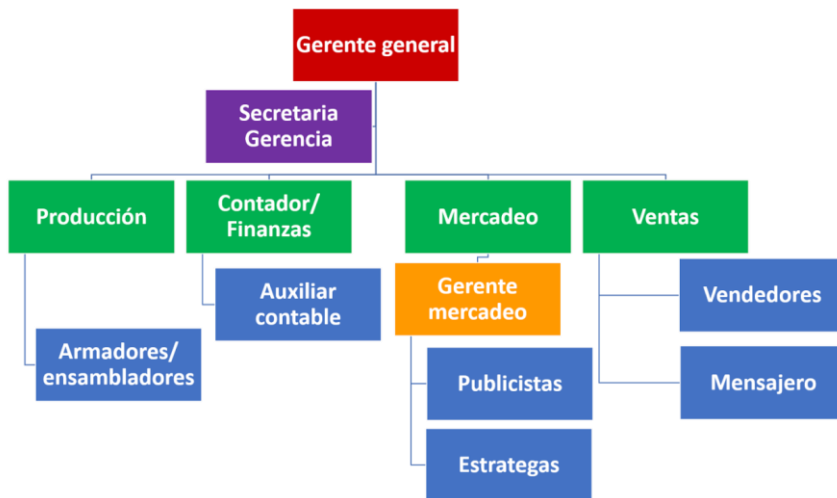 Gerente general
Secretaria
Gerencia
Producción
Contador/
Finanzas
Mercadeo
Ventas
Auxiliar
contable
Gerente
mercadeo
Vendedores
Armadores/
ensambladores
Publicistas
Mensajero
Estrategas